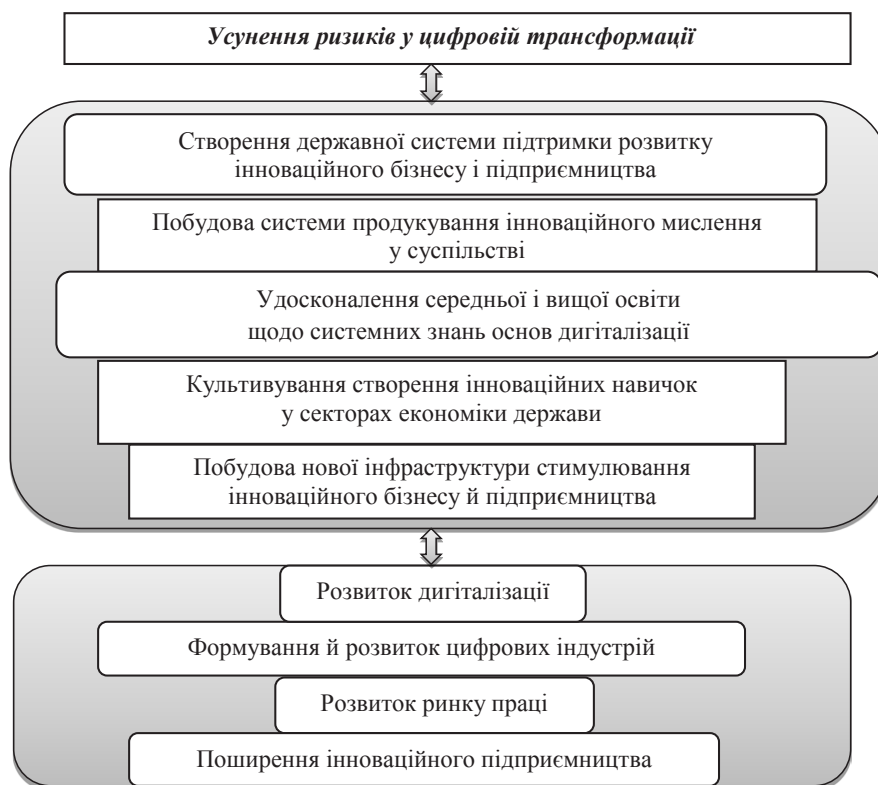 Усунення ризиків у цифровій трансформації
Створення державної системи підтримки розвитку
інноваційного бізнесу і підприємництва
Побудова системи продукування інноваційного мислення
у суспільстві
Удосконалення середньої і вищої освіти
щодо системних знань основ дигіталізації
Культивування створення інноваційних навичок
у секторах економіки держави
Побудова нової інфраструктури стимулювання
інноваційного бізнесу й підприємництва
Розвиток дигіталізації
Формування й розвиток цифрових індустрій
Розвиток ринку праці
Поширення інноваційного підприємництва